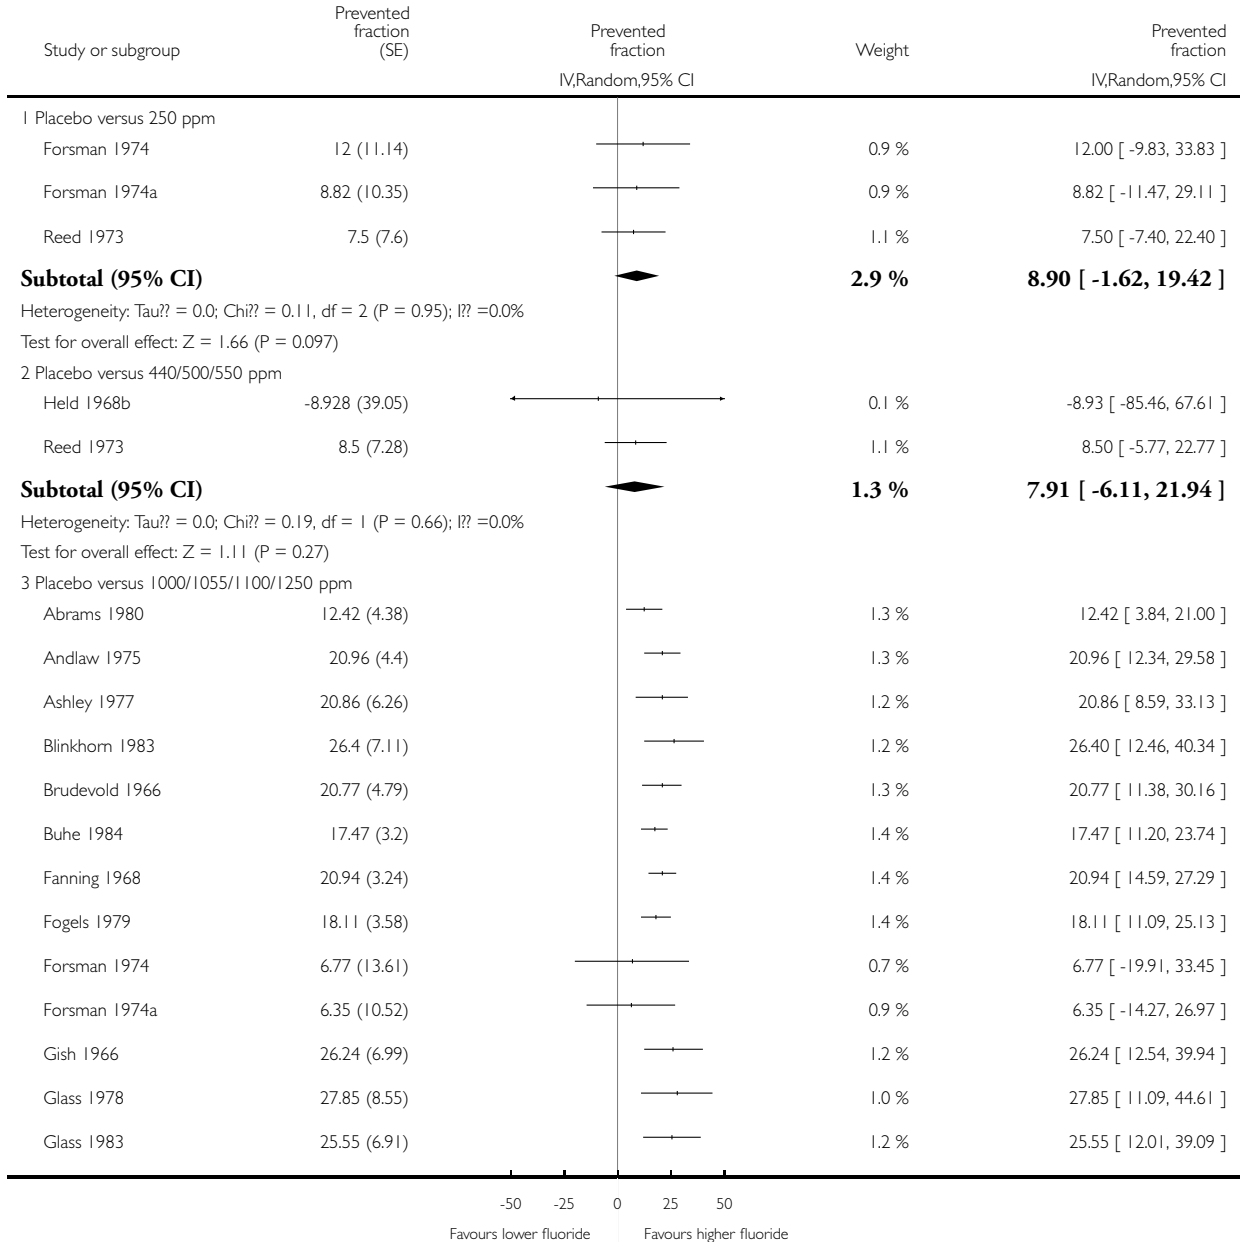 Study or subgroup Prevented fraction (SE) Prevented fraction Weight Prevented fraction
IV,Random,95% CI IV,Random,95% CI
1 Placebo versus 250 ppm
Forsman 1974 12 (11.14) 0.9 % 12.00 [ -9.83, 33.83 ]
Forsman 1974a 8.82 (10.35) 0.9 % 8.82 [ -11.47, 29.11 ]
Reed 1973 7.5 (7.6) 1.1 % 7.50 [ -7.40, 22.40 ]
Subtotal (95% CI) 2.9 % 8.90 [ -1.62, 19.42 ]
Heterogeneity: Tau?? = 0.0; Chi?? = 0.11, df = 2 (P = 0.95); I?? =0.0%
Test for overall effect: Z = 1.66 (P = 0.097)
2 Placebo versus 440/500/550 ppm
Held 1968b -8.928 (39.05) 0.1 % -8.93 [ -85.46, 67.61 ]
Reed 1973 8.5 (7.28) 1.1 % 8.50 [ -5.77, 22.77 ]
Subtotal (95% CI) 1.3 % 7.91 [ -6.11, 21.94 ]
Heterogeneity: Tau?? = 0.0; Chi?? = 0.19, df = 1 (P = 0.66); I?? =0.0%
Test for overall effect: Z = 1.11 (P = 0.27)
3 Placebo versus 1000/1055/1100/1250 ppm
Abrams 1980 12.42 (4.38) 1.3 % 12.42 [ 3.84, 21.00 ]
Andlaw 1975 20.96 (4.4) 1.3 % 20.96 [ 12.34, 29.58 ]
Ashley 1977 20.86 (6.26) 1.2 % 20.86 [ 8.59, 33.13 ]
Blinkhorn 1983 26.4 (7.11) 1.2 % 26.40 [ 12.46, 40.34 ]
Brudevold 1966 20.77 (4.79) 1.3 % 20.77 [ 11.38, 30.16 ]
Buhe 1984 17.47 (3.2) 1.4 % 17.47 [ 11.20, 23.74 ]
Fanning 1968 20.94 (3.24) 1.4 % 20.94 [ 14.59, 27.29 ]
Fogels 1979 18.11 (3.58) 1.4 % 18.11 [ 11.09, 25.13 ]
Forsman 1974 6.77 (13.61) 0.7 % 6.77 [ -19.91, 33.45 ]
Forsman 1974a 6.35 (10.52) 0.9 % 6.35 [ -14.27, 26.97 ]
Gish 1966 26.24 (6.99) 1.2 % 26.24 [ 12.54, 39.94 ]
Glass 1978 27.85 (8.55) 1.0 % 27.85 [ 11.09, 44.61 ]
Glass 1983 25.55 (6.91) 1.2 % 25.55 [ 12.01, 39.09 ]
-50 -25 0 25 50
Favours lower fluoride Favours higher fluoride